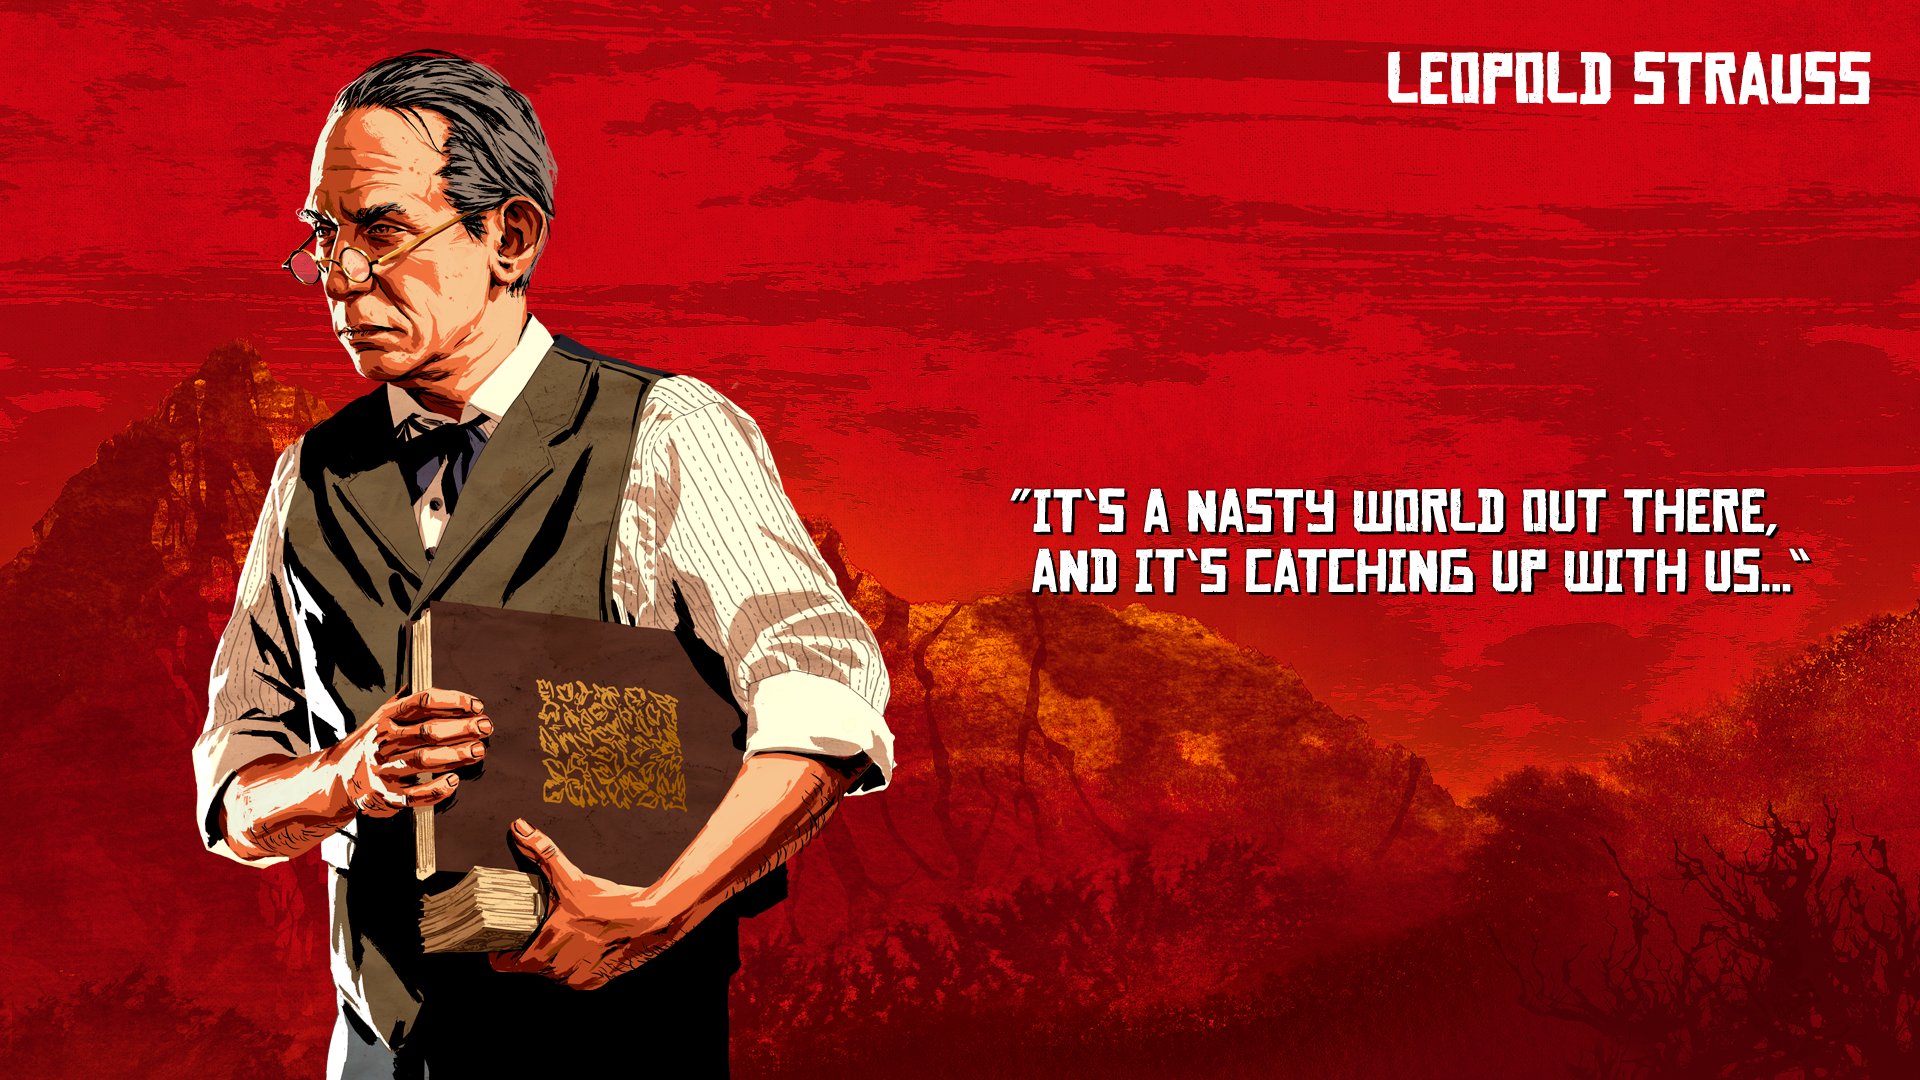 LEOPOLD STRAUSS
"IT`S A NASTY WORLD OUT THERE,
AND IT`S CATCHING UP WITH US..."